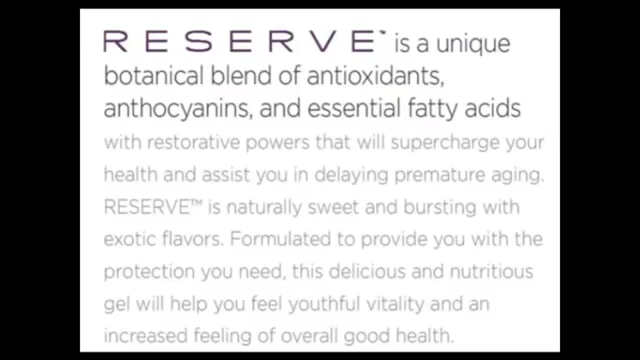 RESERVE™ is a unique
botanical blend of antioxidants,
anthocyanins, and essential fatty acids
with restorative powers that will supercharge your
health and assist you in delaying premature aging.
RESERVE™ is naturally sweet and bursting with
exotic flavors. Formulated to provide you with the
protection you need, this delicious and nutritious
gel will help you feel youthful vitality and an
increased feeling of overall good health.